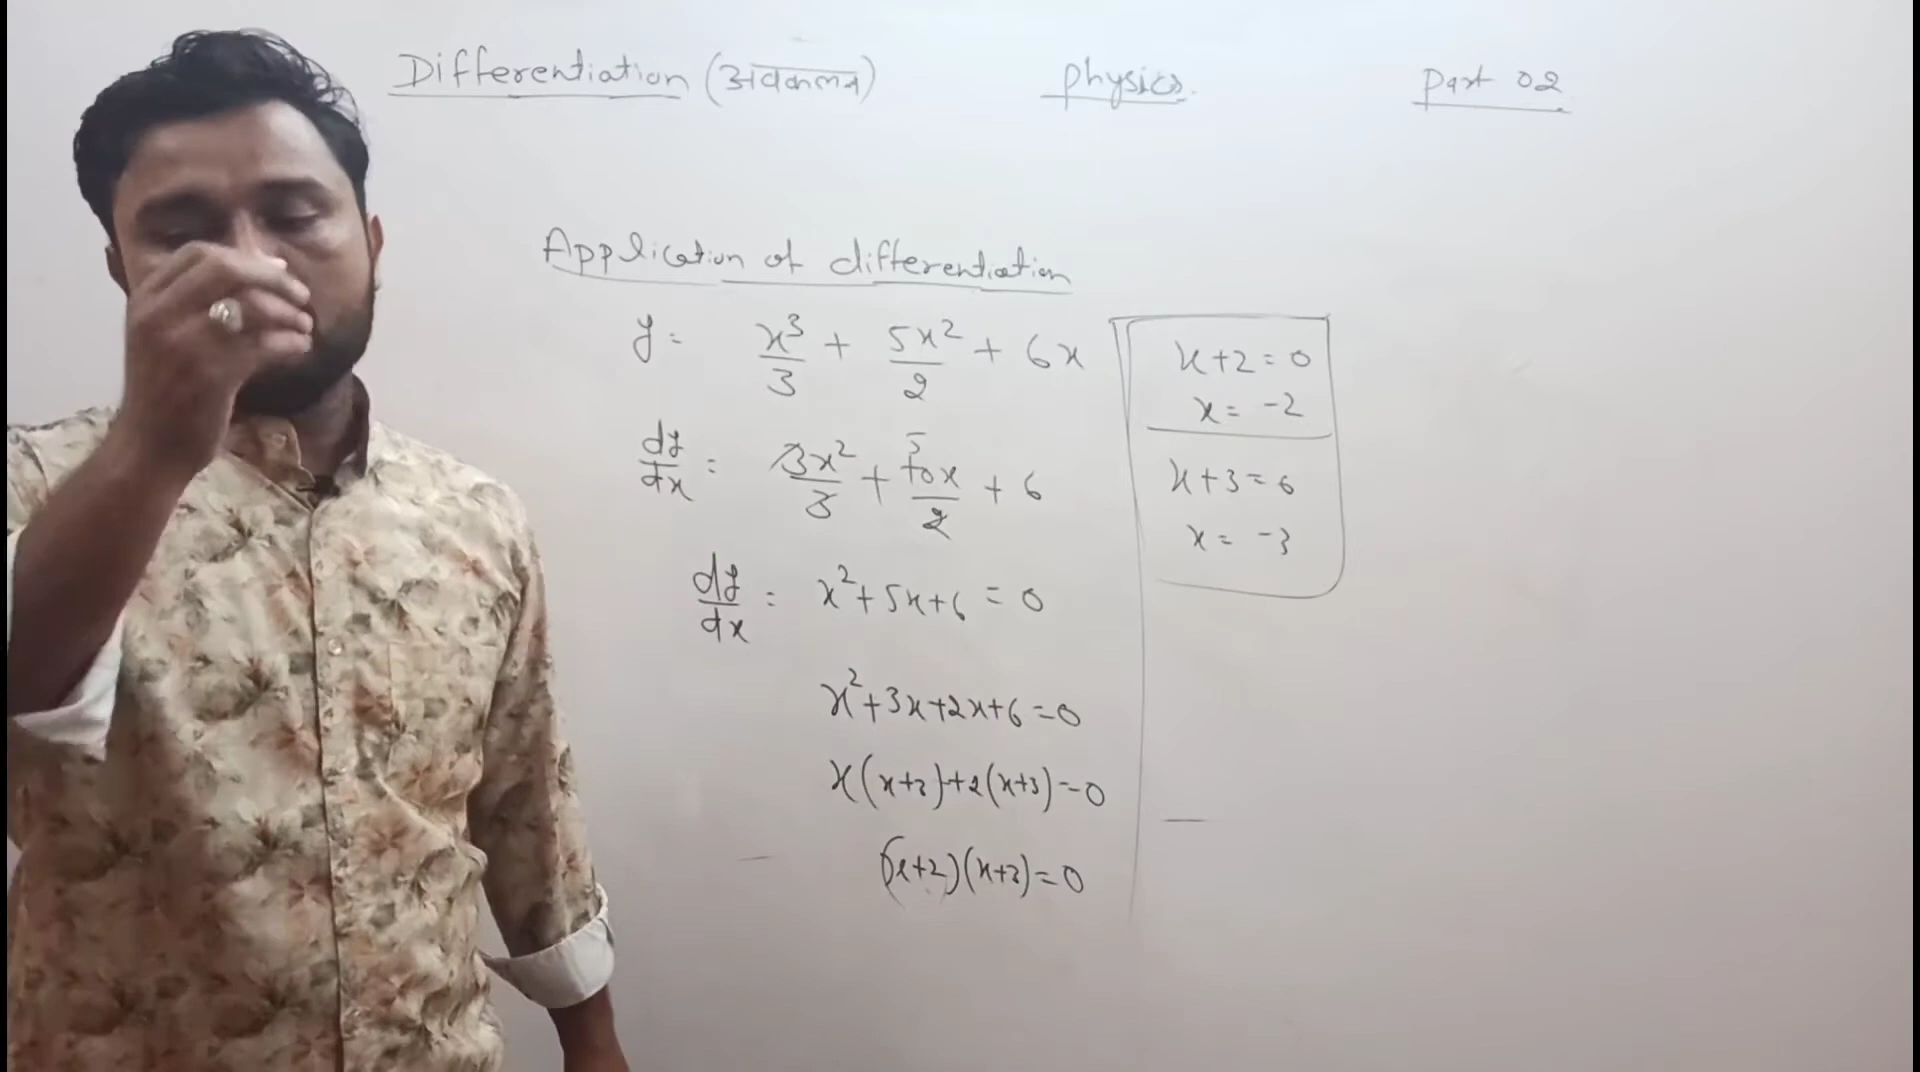 Differentiation (अवकलन) Physics. Part 02
Application of differentiation
y = x³/3 + 5x²/2 + 6x
dy/dx = 3x²/3 + 5 10x/2 + 6
dy/dx = x²+5x+6 = 0
x²+3x+2x+6=0
x(x+3)+2(x+3)=0
(x+2)(x+3)=0
x+2=0
x= -2
x+3=0
x= -3